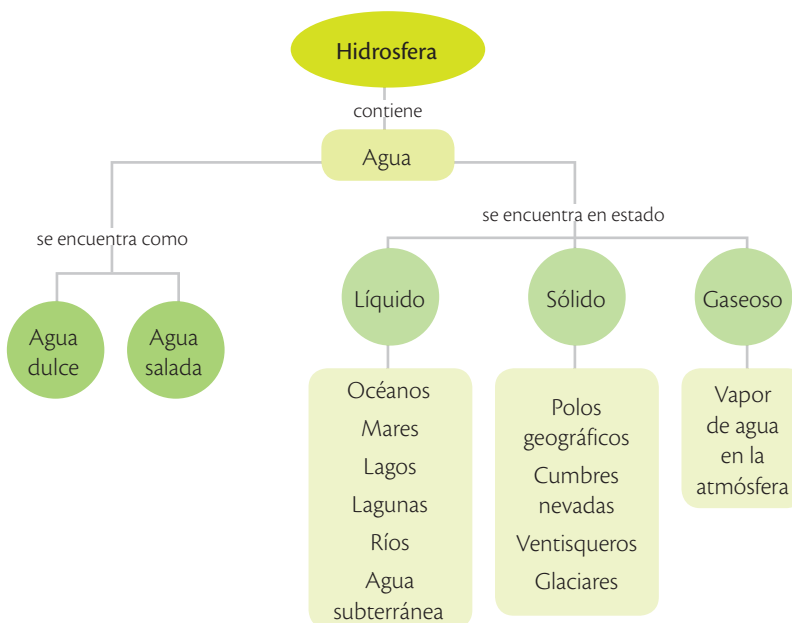 Hidrosfera
contiene
Agua
se encuentra como
Agua
dulce
Agua
salada
se encuentra en estado
Líquido
Sólido
Gaseoso
Océanos
Mares
Lagos
Lagunas
Ríos
Agua
subterránea
Polos
geográficos
Cumbres
nevadas
Ventisqueros
Glaciares
Vapor
de agua
en la
atmósfera